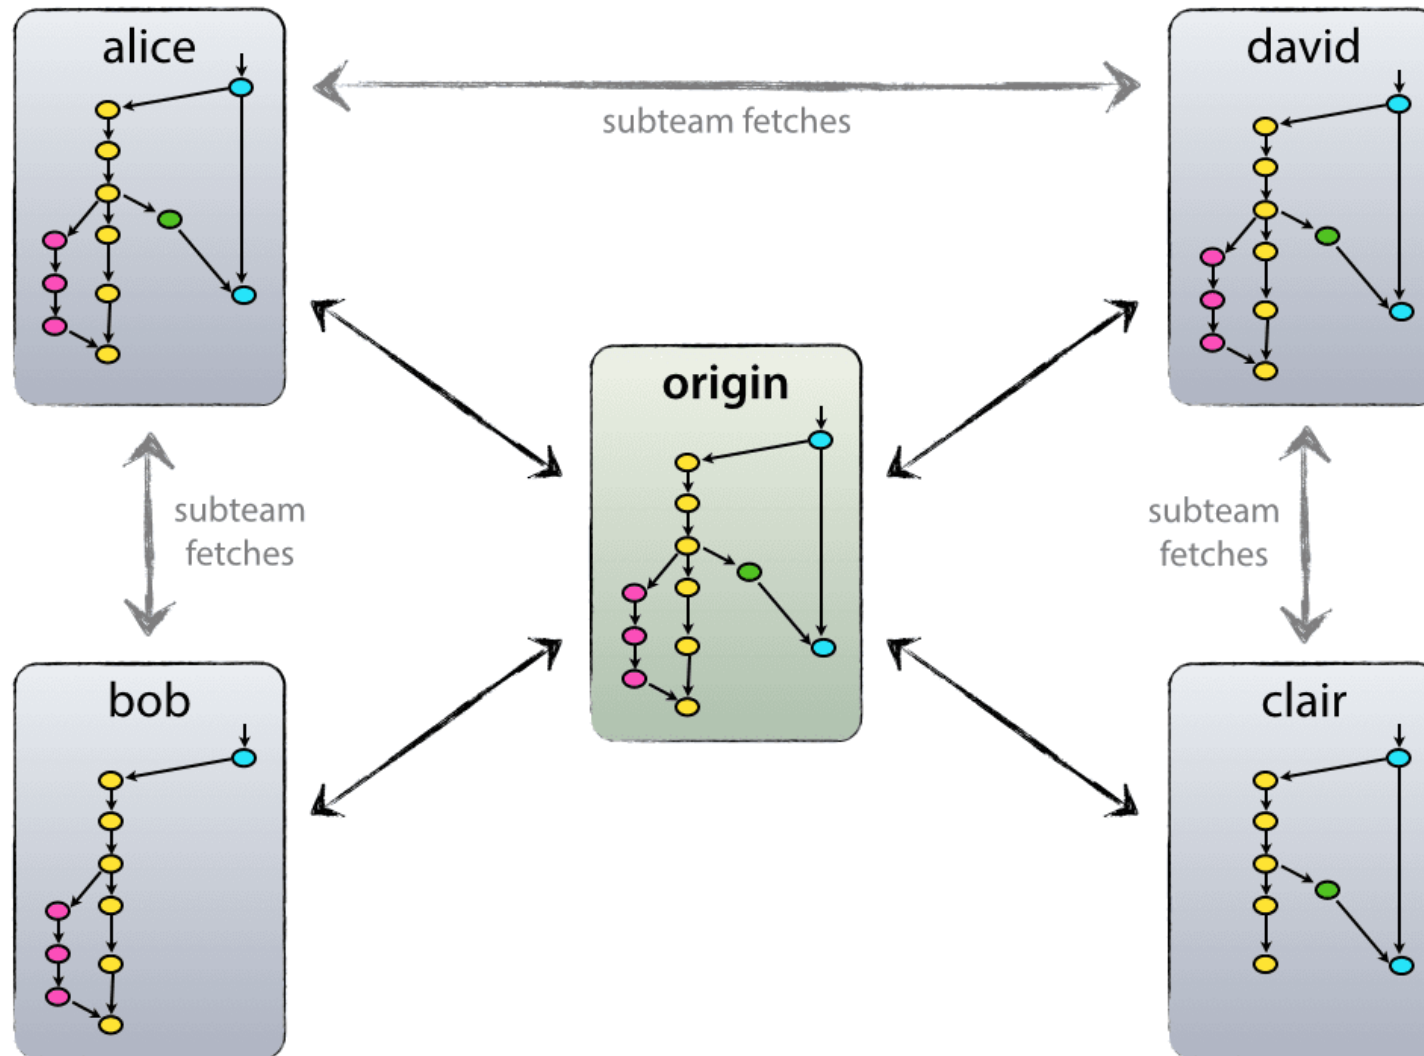 alice
david
subteam fetches
origin
subteam
fetches
subteam
fetches
bob
clair